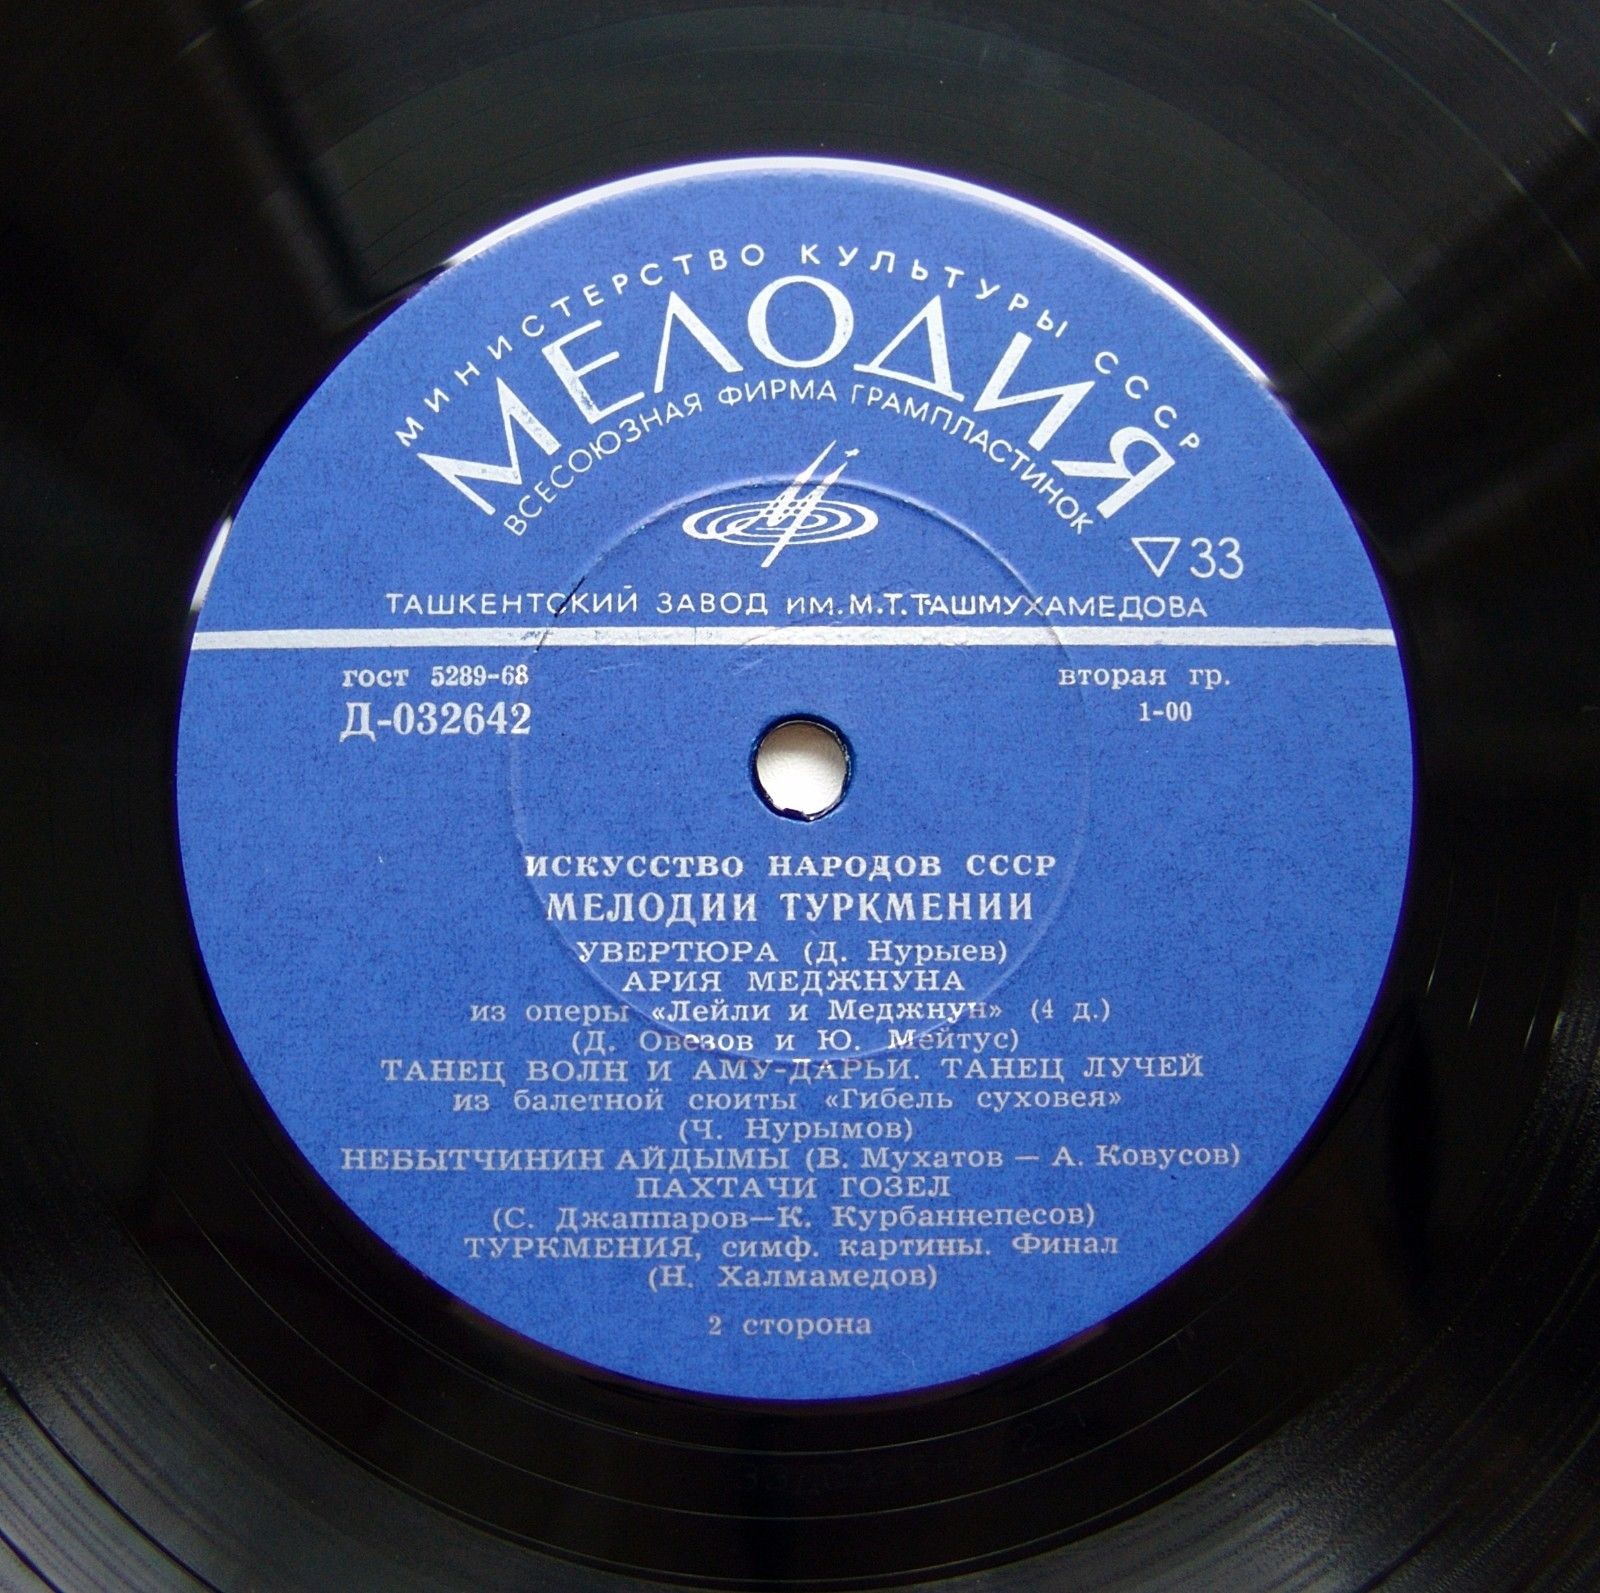 МИНИСТЕРСТВО КУЛЬТУРЫ СССР
МЕЛОДИЯ
ВСЕСОЮЗНАЯ ФИРМА ГРАМПЛАСТИНОК
▽33
ТАШКЕНТСКИЙ ЗАВОД ИМ.М.Т.ТАШМУХАМЕДОВА
гост 5289-68
вторая гр.
Д-032642
1-00
ИСКУССТВО НАРОДОВ СССР
МЕЛОДИИ ТУРКМЕНИИ
УВЕРТЮРА (Д. Нурыев)
АРИЯ МЕДЖНУНА
из оперы «Лейли и Меджнун» (4 д.)
(Д. Овезов и Ю. Мейтус)
ТАНЕЦ ВОЛН И АМУ-ДАРЬИ. ТАНЕЦ ЛУЧЕЙ
из балетной сюиты «Гибель суховея»
(Ч. Нурымов)
НЕБЫТЧИНИН АЙДЫМЫ (В. Мухатов — А. Ковусов)
ПАХТАЧИ ГОЗЕЛ
(С. Джаппаров—К. Курбаннепесов)
ТУРКМЕНИЯ, симф. картины. Финал
(Н. Халмамедов)
2 сторона